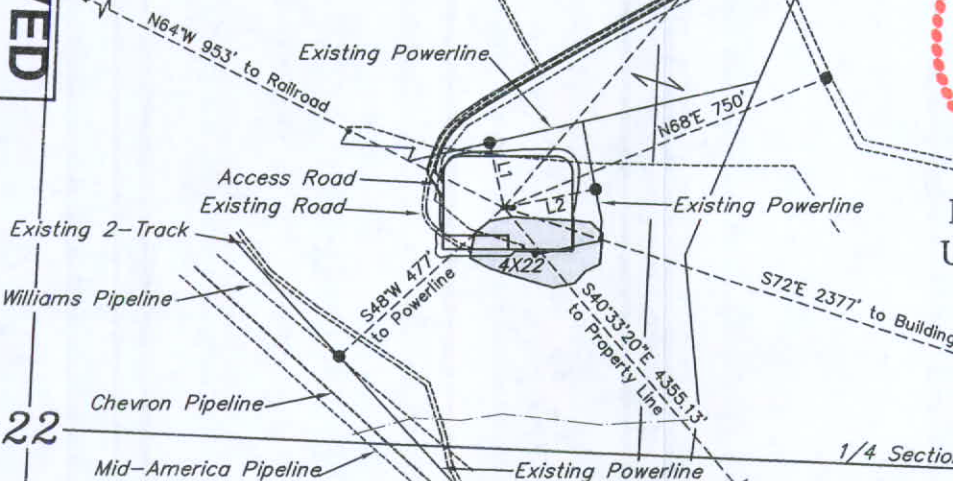 VED
N64°W 953' to Railroad
Existing Powerline
N68°E 750'
Access Road
Existing Road
L1
L2
Existing Powerline
Existing 2-Track
4X22
Williams Pipeline
S48°W 477'
to Powerline
S72°E 2377' to Building
S40°33'20"E 4355.13'
to Property Line
Chevron Pipeline
22
1/4 Section
Mid-America Pipeline
Existing Powerline